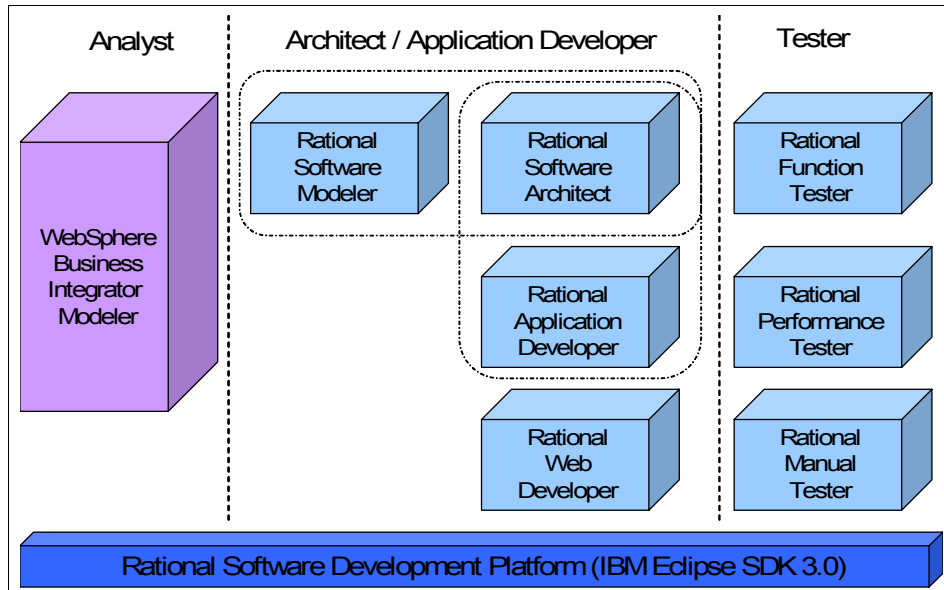 Analyst
Architect / Application Developer
Tester
WebSphere
Business
Integrator
Modeler
Rational
Software
Modeler
Rational
Software
Architect
Rational
Function
Tester
Rational
Application
Developer
Rational
Performance
Tester
Rational
Web
Developer
Rational
Manual
Tester
Rational Software Development Platform (IBM Eclipse SDK 3.0)